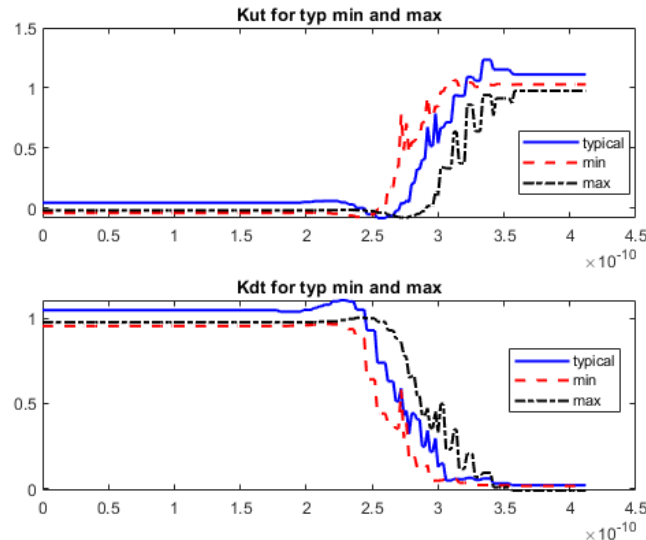 Kut for typ min and max
1.5
1
0.5
0
typical
min
max
0 0.5 1 1.5 2 2.5 3 3.5 4 4.5
×10⁻¹⁰
Kdt for typ min and max
1
0.5
0
typical
min
max
0 0.5 1 1.5 2 2.5 3 3.5 4 4.5
×10⁻¹⁰